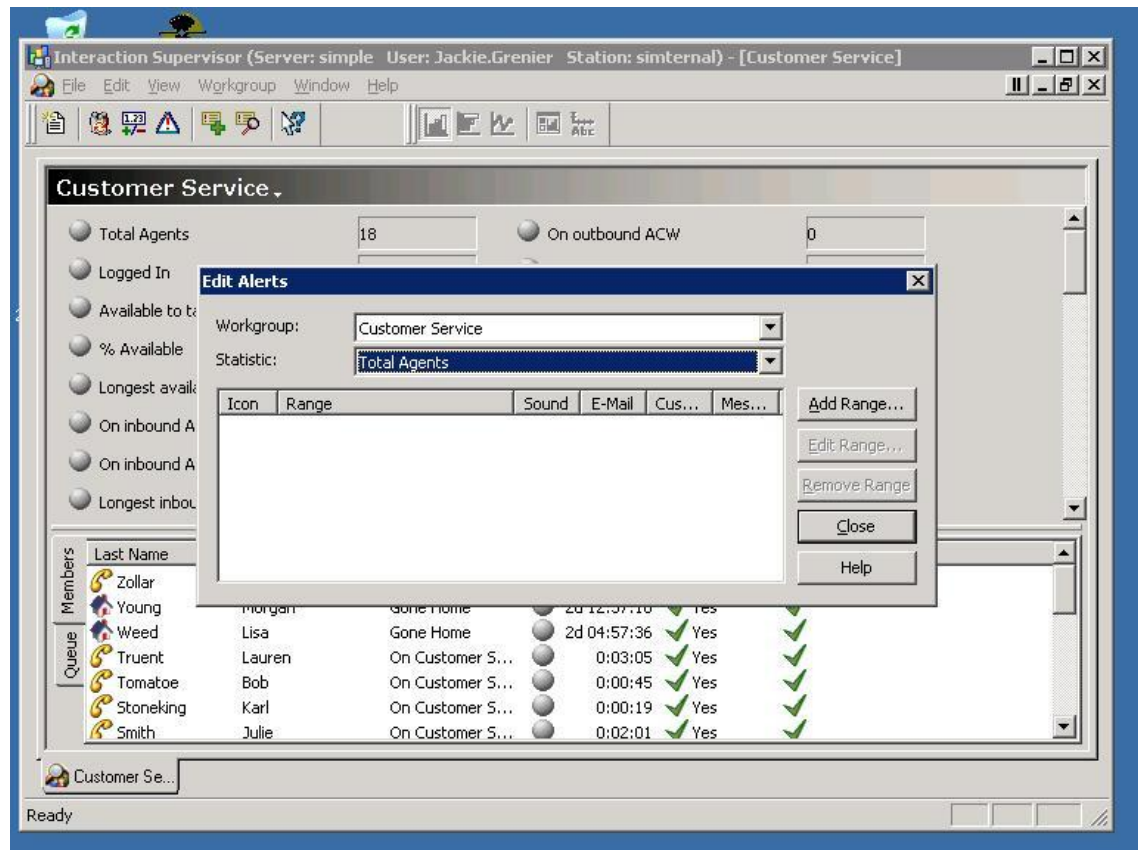 Interaction Supervisor (Server: simple User: Jackie.Grenier Station: simternal) - [Customer Service]
File Edit View Workgroup Window Help
Customer Service
Total Agents 18 On outbound ACW 0
Logged In
Edit Alerts
Available to ta
Workgroup: Customer Service
% Available
Statistic: Total Agents
Longest availa
Icon Range Sound E-Mail Cus... Mes... Add Range...
On inbound A
Edit Range...
On inbound A
Remove Range
Longest inbou
Close
Help
Members
Queue
Last Name
Zollar
Young Morgan Gone Home 2d 12:57:10 Yes
Weed Lisa Gone Home 2d 04:57:36 Yes
Truent Lauren On Customer S... 0:03:05 Yes
Tomatoe Bob On Customer S... 0:00:45 Yes
Stoneking Karl On Customer S... 0:00:19 Yes
Smith Julie On Customer S... 0:02:01 Yes
Customer Se...
Ready